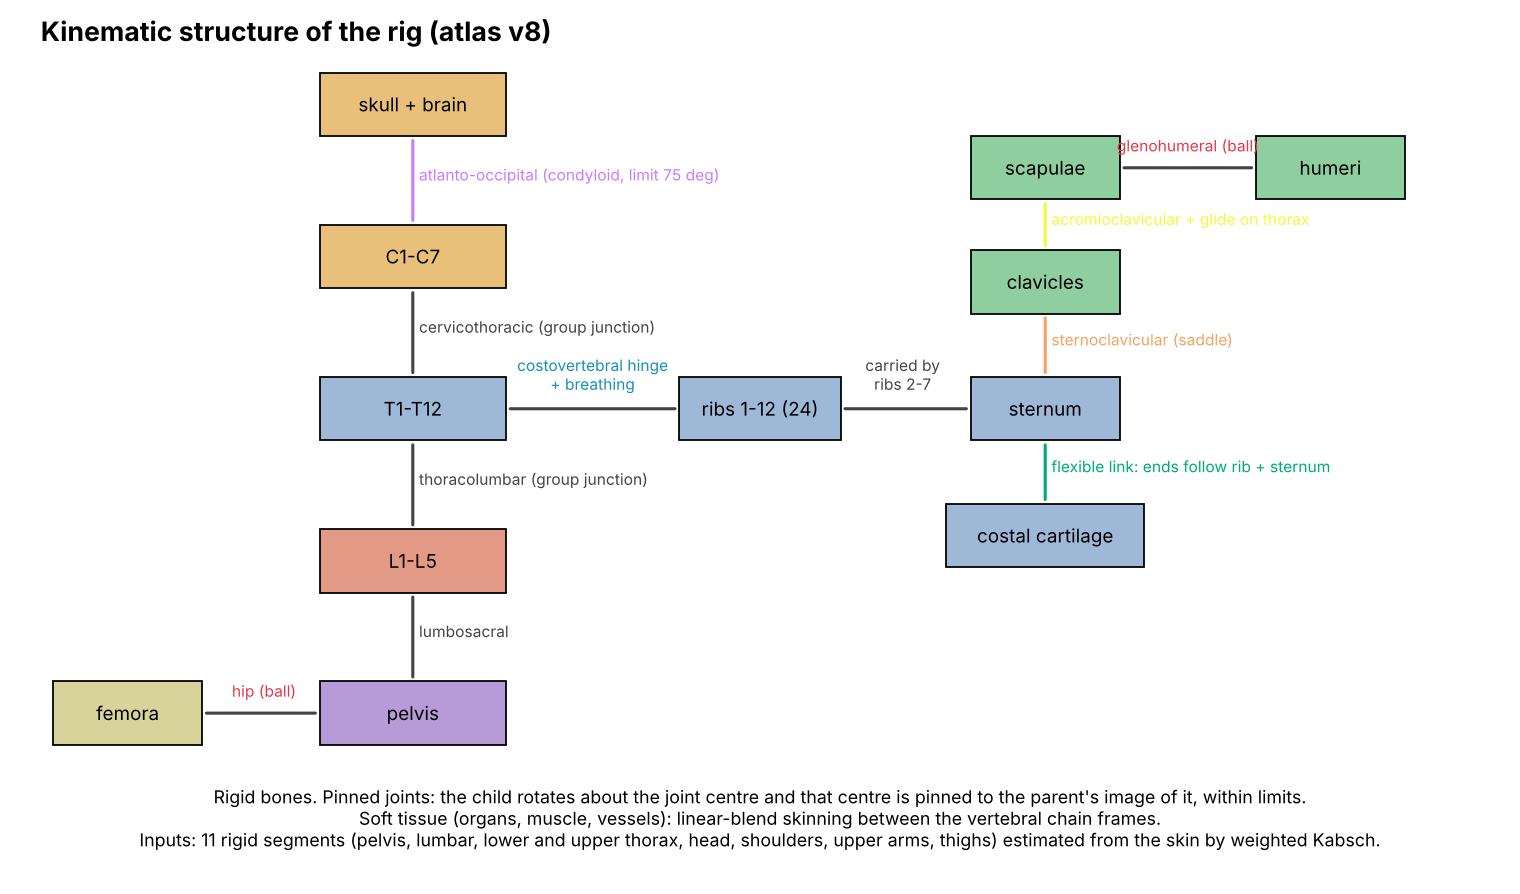 Kinematic structure of the rig (atlas v8)
skull + brain
atlanto-occipital (condyloid, limit 75 deg)
C1-C7
cervicothoracic (group junction)
T1-T12
costovertebral hinge
+ breathing
ribs 1-12 (24)
carried by
ribs 2-7
sternum
scapulae
glenohumeral (ball)
humeri
acromioclavicular + glide on thorax
clavicles
sternoclavicular (saddle)
flexible link: ends follow rib + sternum
costal cartilage
thoracolumbar (group junction)
L1-L5
lumbosacral
femora
hip (ball)
pelvis
Rigid bones. Pinned joints: the child rotates about the joint centre and that centre is pinned to the parent's image of it, within limits.
Soft tissue (organs, muscle, vessels): linear-blend skinning between the vertebral chain frames.
Inputs: 11 rigid segments (pelvis, lumbar, lower and upper thorax, head, shoulders, upper arms, thighs) estimated from the skin by weighted Kabsch.